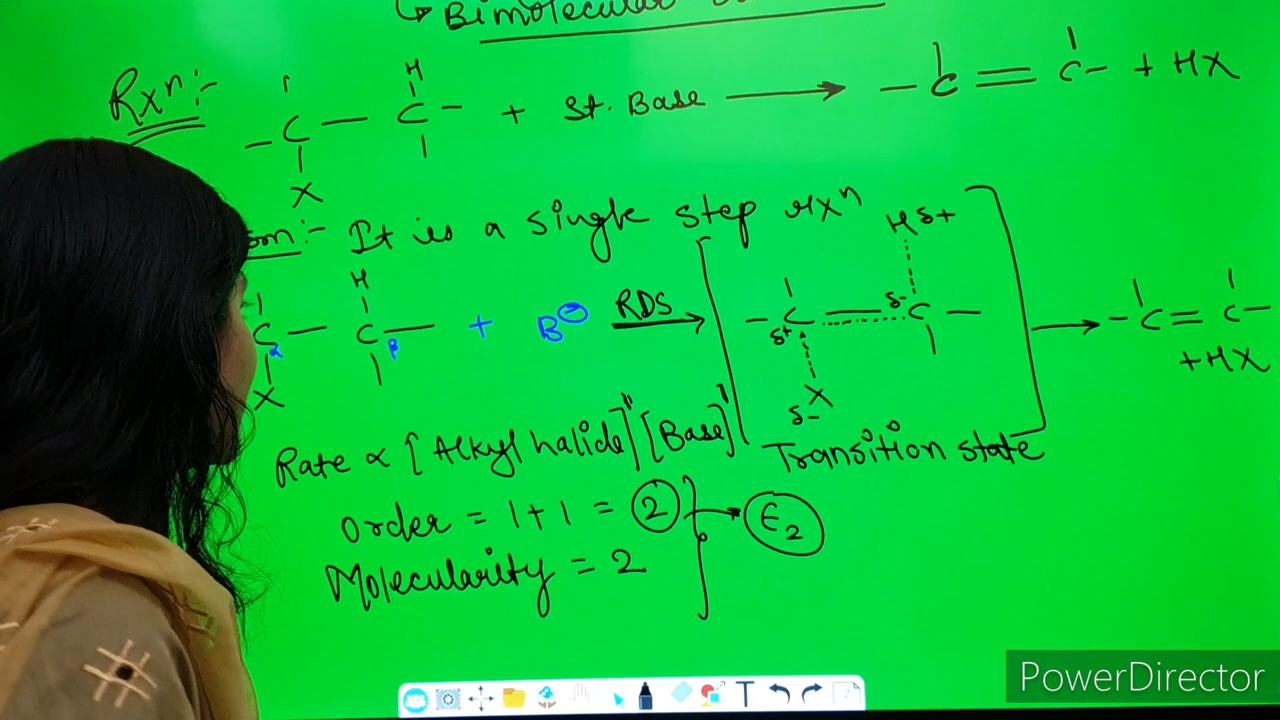 ↳ Bimolecular
Rxⁿ:- -C-C- + St. Base → -C=C- + HX
H
X
It is a single step rxⁿ
H H δ+
-C-C- + B⊖ RDS → [-C=C-] → -C=C-
α β δ+ δ-
X X δ- + HX
Rate ∝ [Alkyl halide]¹ [Base]¹ Transition state
Order = 1+1 = 2 → E₂
Molecularity = 2
T
PowerDirector